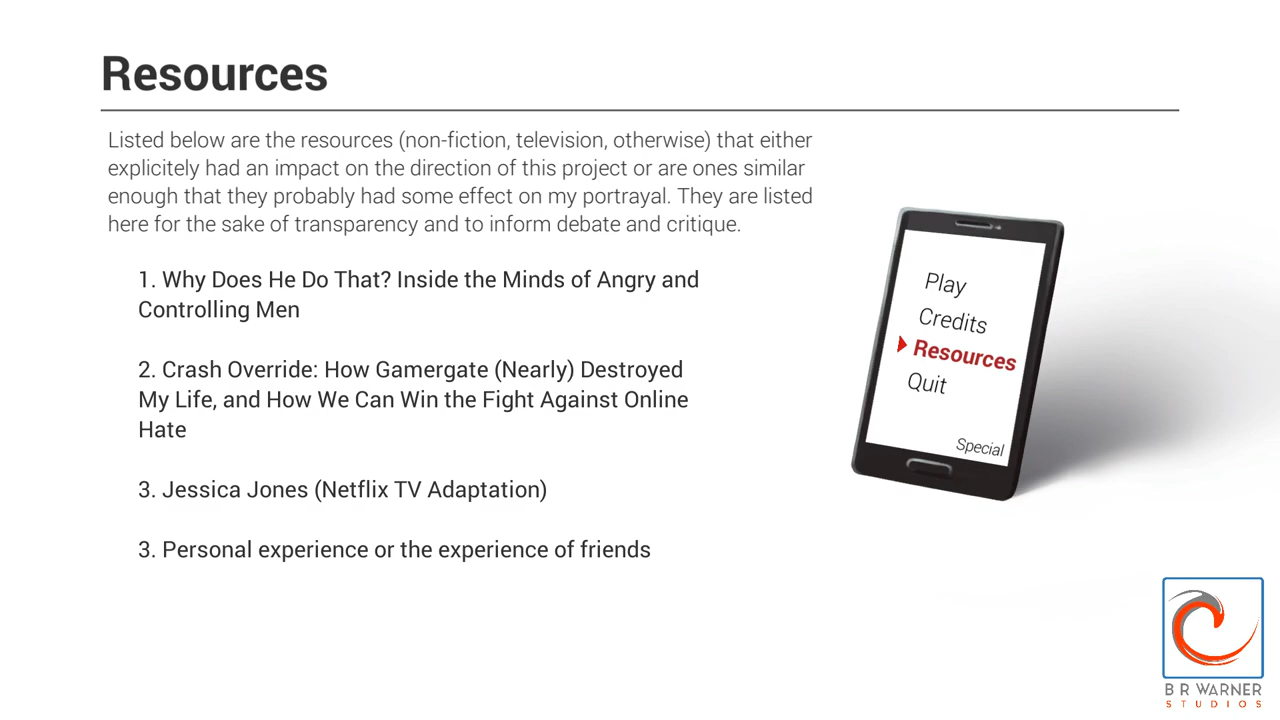 Resources
Listed below are the resources (non-fiction, television, otherwise) that either
explicitely had an impact on the direction of this project or are ones similar
enough that they probably had some effect on my portrayal. They are listed
here for the sake of transparency and to inform debate and critique.
1. Why Does He Do That? Inside the Minds of Angry and
Controlling Men
2. Crash Override: How Gamergate (Nearly) Destroyed
My Life, and How We Can Win the Fight Against Online
Hate
3. Jessica Jones (Netflix TV Adaptation)
3. Personal experience or the experience of friends
Play
Credits
Resources
Quit
Special
B R WARNER
STUDIOS